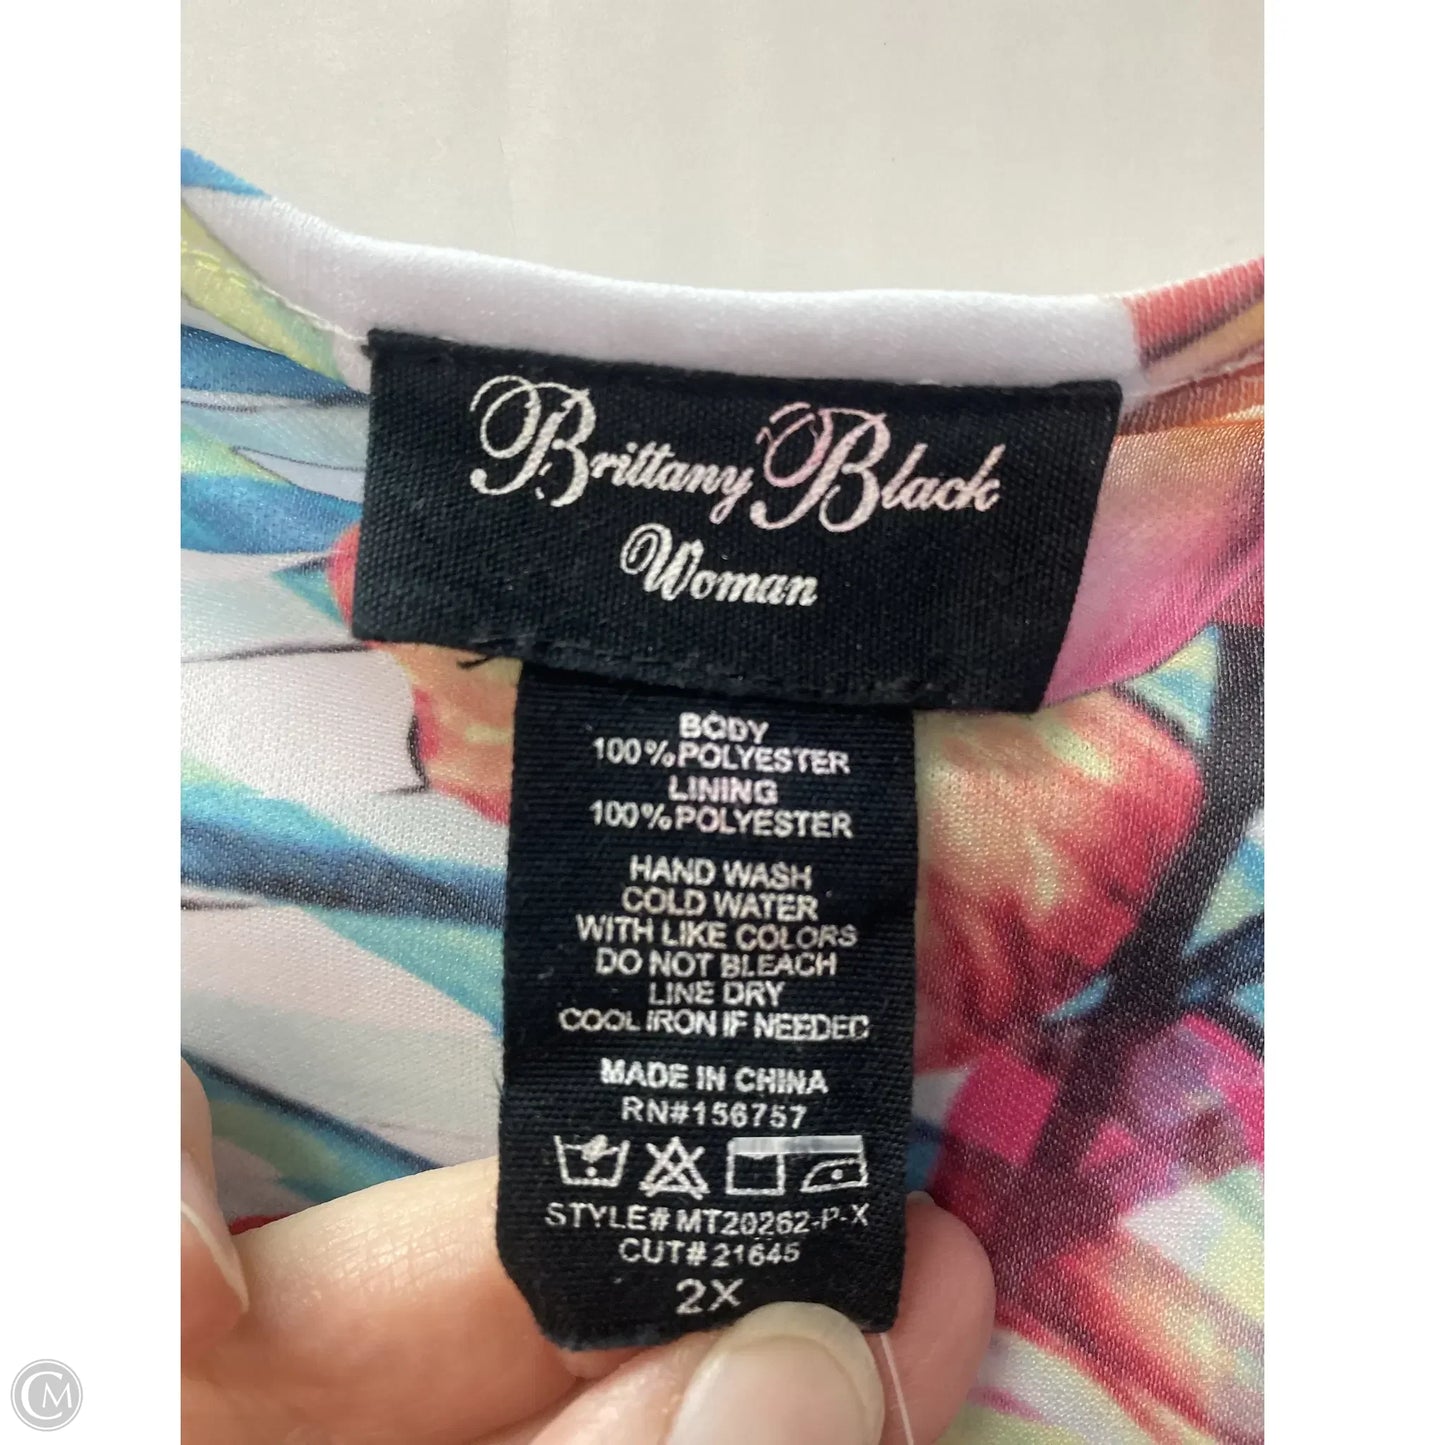 Brittany Black
Woman
BODY
100% POLYESTER
LINING
100% POLYESTER
HAND WASH
COLD WATER
WITH LIKE COLORS
DO NOT BLEACH
LINE DRY
COOL IRON IF NEEDED
MADE IN CHINA
RN#156757
STYLE# MT20262-P-X
CUT# 21645
2X
CM